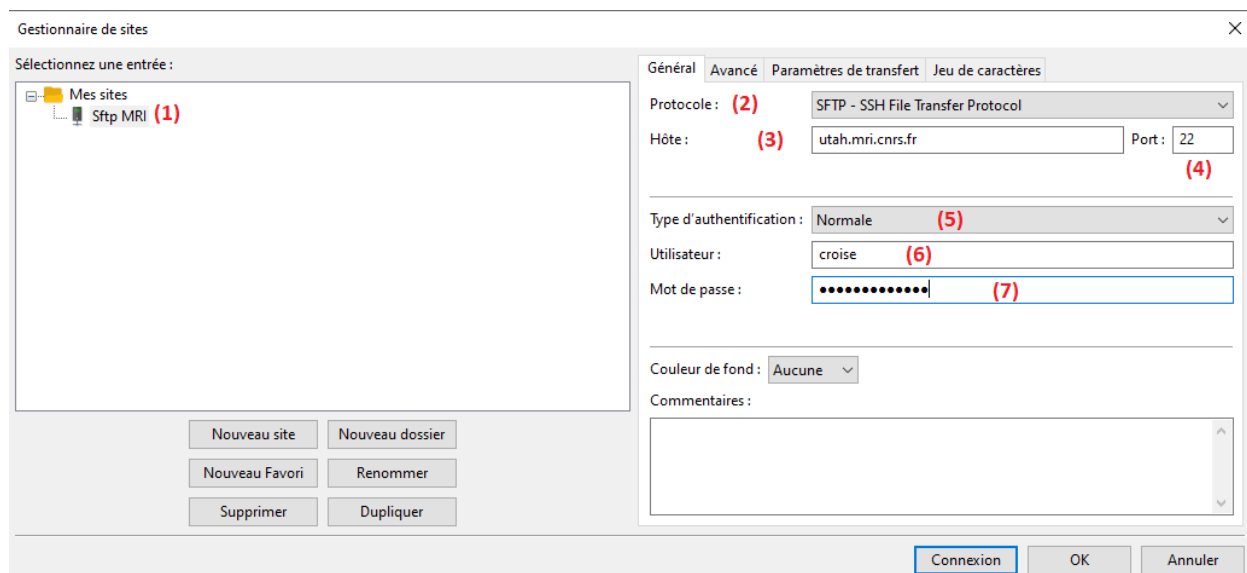 Gestionnaire de sites
Sélectionnez une entrée :
Mes sites
Sftp MRI (1)
Nouveau site Nouveau dossier
Nouveau Favori Renommer
Supprimer Dupliquer
Général Avancé Paramètres de transfert Jeu de caractères
Protocole : (2) SFTP - SSH File Transfer Protocol
Hôte : (3) utah.mri.cnrs.fr Port : 22
(4)
Type d'authentification : Normale (5)
Utilisateur : croise (6)
Mot de passe : ●●●●●●●●●●●●● (7)
Couleur de fond : Aucune
Commentaires :
Connexion OK Annuler